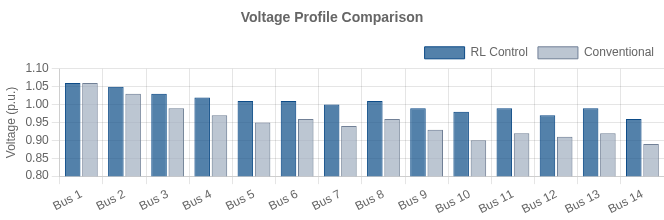 Voltage Profile Comparison
RL Control
Conventional
Voltage (p.u.)
1.10
1.05
1.00
0.95
0.90
0.85
0.80
Bus 1
Bus 2
Bus 3
Bus 4
Bus 5
Bus 6
Bus 7
Bus 8
Bus 9
Bus 10
Bus 11
Bus 12
Bus 13
Bus 14